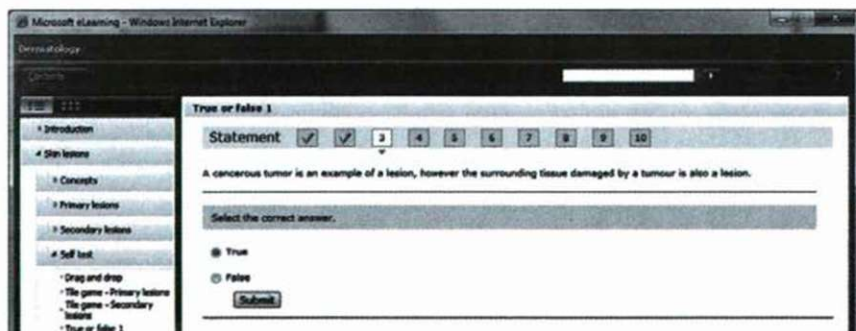 Microsoft eLearning - Windows Internet Explorer
Dermatology
Contents
True or false 1
Introduction
Statement 3 4 5 6 7 8 9 10
Skin lesions
A cancerous tumor is an example of a lesion, however the surrounding tissue damaged by a tumour is also a lesion.
Concepts
Primary lesions
Select the correct answer.
Secondary lesions
Self test
True
Drag and drop
False
Tile game - Primary lesions
Tile game - Secondary
lesions
Submit
True or false 1